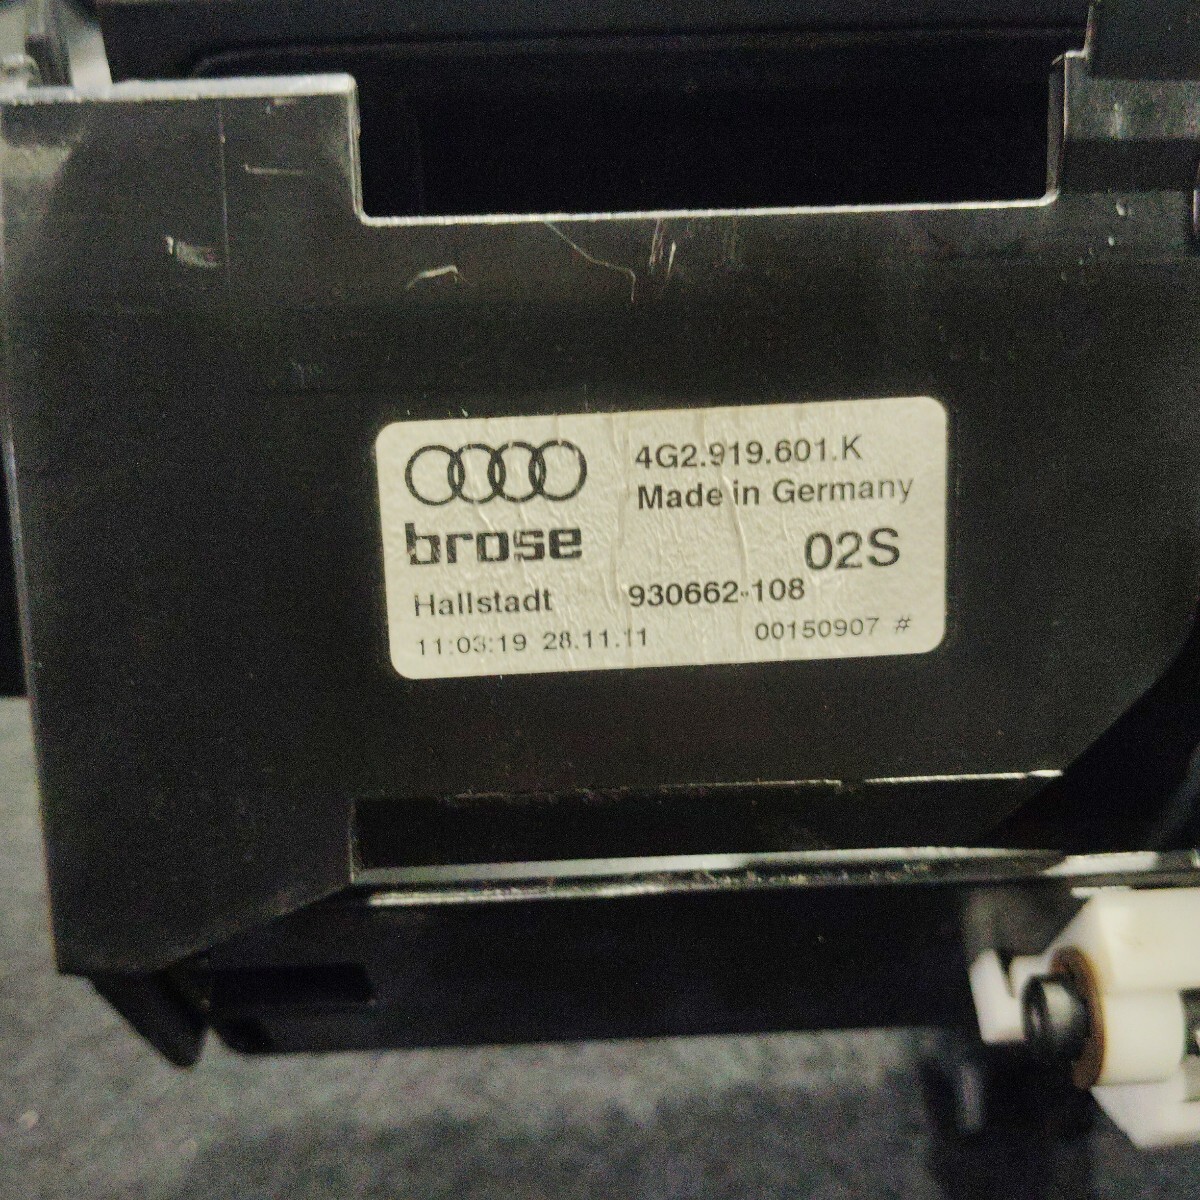 4G2.919.601.K
Made in Germany
brose
02S
Hallstadt 930662-108
11:03:19 28.11.11 00150907 #